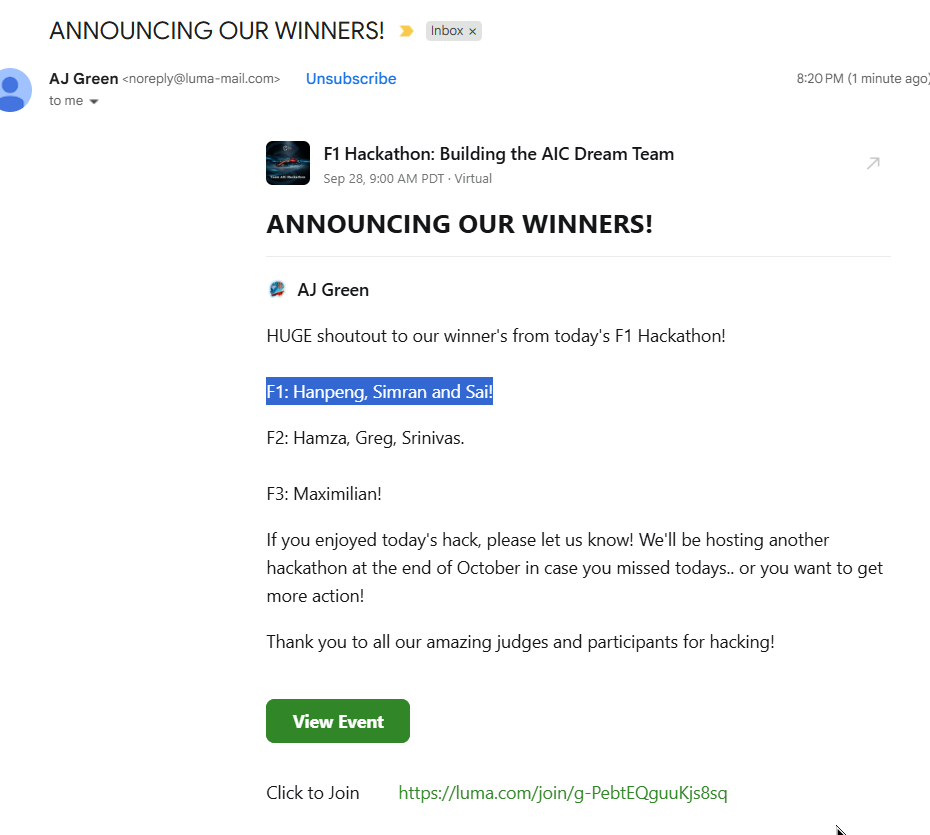 ANNOUNCING OUR WINNERS!
Inbox ×
AJ Green <noreply@luma-mail.com> Unsubscribe
8:20 PM (1 minute ago)
to me
F1 Hackathon: Building the AIC Dream Team
Sep 28, 9:00 AM PDT · Virtual
ANNOUNCING OUR WINNERS!
AJ Green
HUGE shoutout to our winner's from today's F1 Hackathon!
F1: Hanpeng, Simran and Sai!
F2: Hamza, Greg, Srinivas.
F3: Maximilian!
If you enjoyed today's hack, please let us know! We'll be hosting another
hackathon at the end of October in case you missed todays.. or you want to get
more action!
Thank you to all our amazing judges and participants for hacking!
View Event
Click to Join https://luma.com/join/g-PebtEQguuKjs8sq